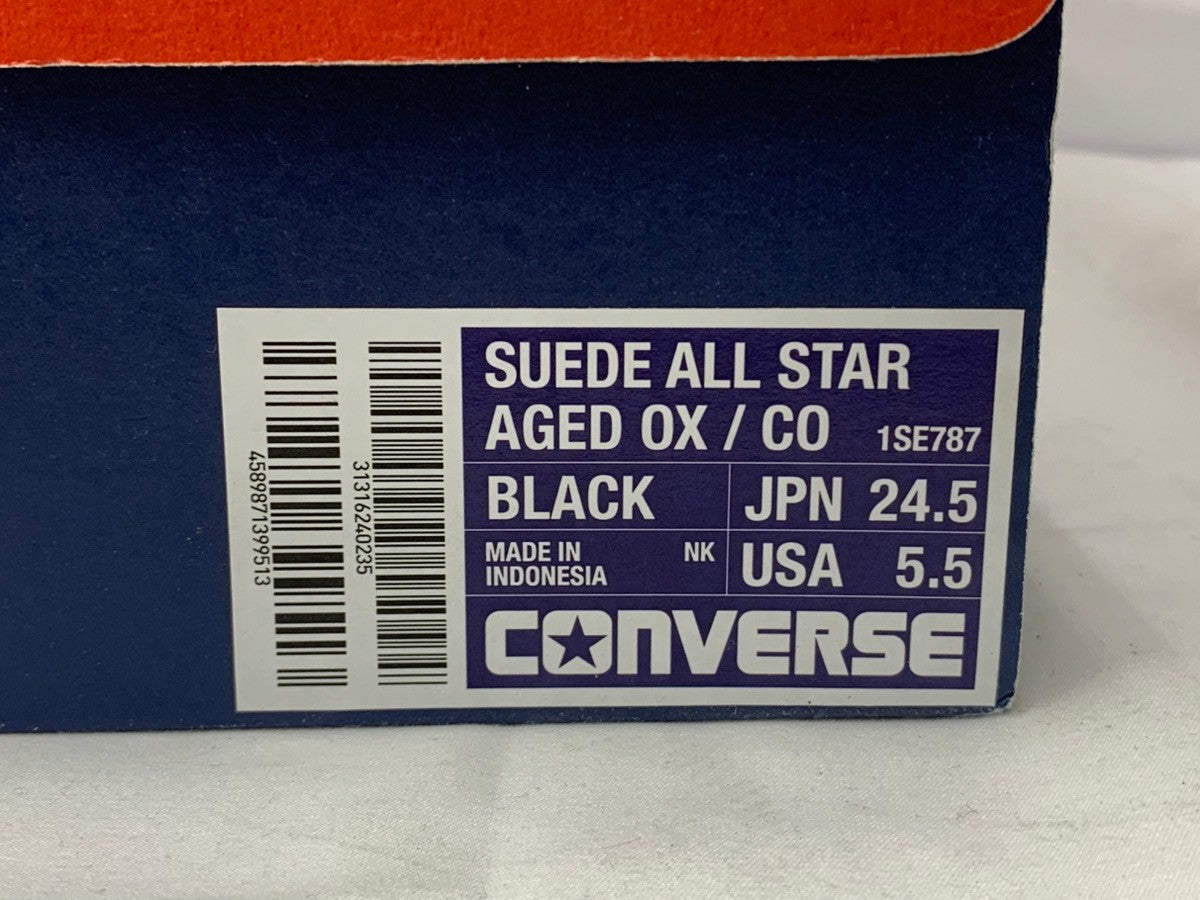 4589871399513
31316240235
SUEDE ALL STAR
AGED OX / CO 1SE787
BLACK JPN 24.5
MADE IN NK
INDONESIA
USA 5.5
CONVERSE